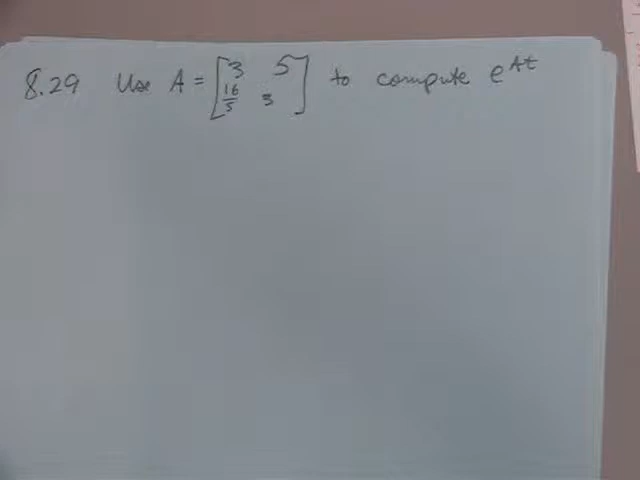 8.29 Use A = [3 5; 16/5 3] to compute e^{At}